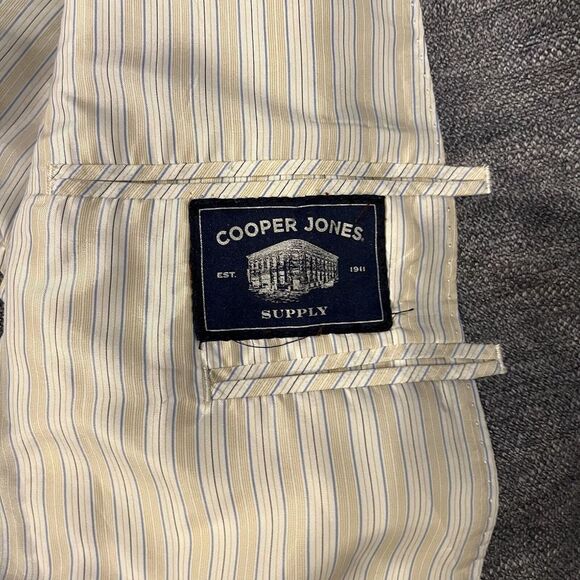 COOPER JONES.
EST. 1911
SUPPLY